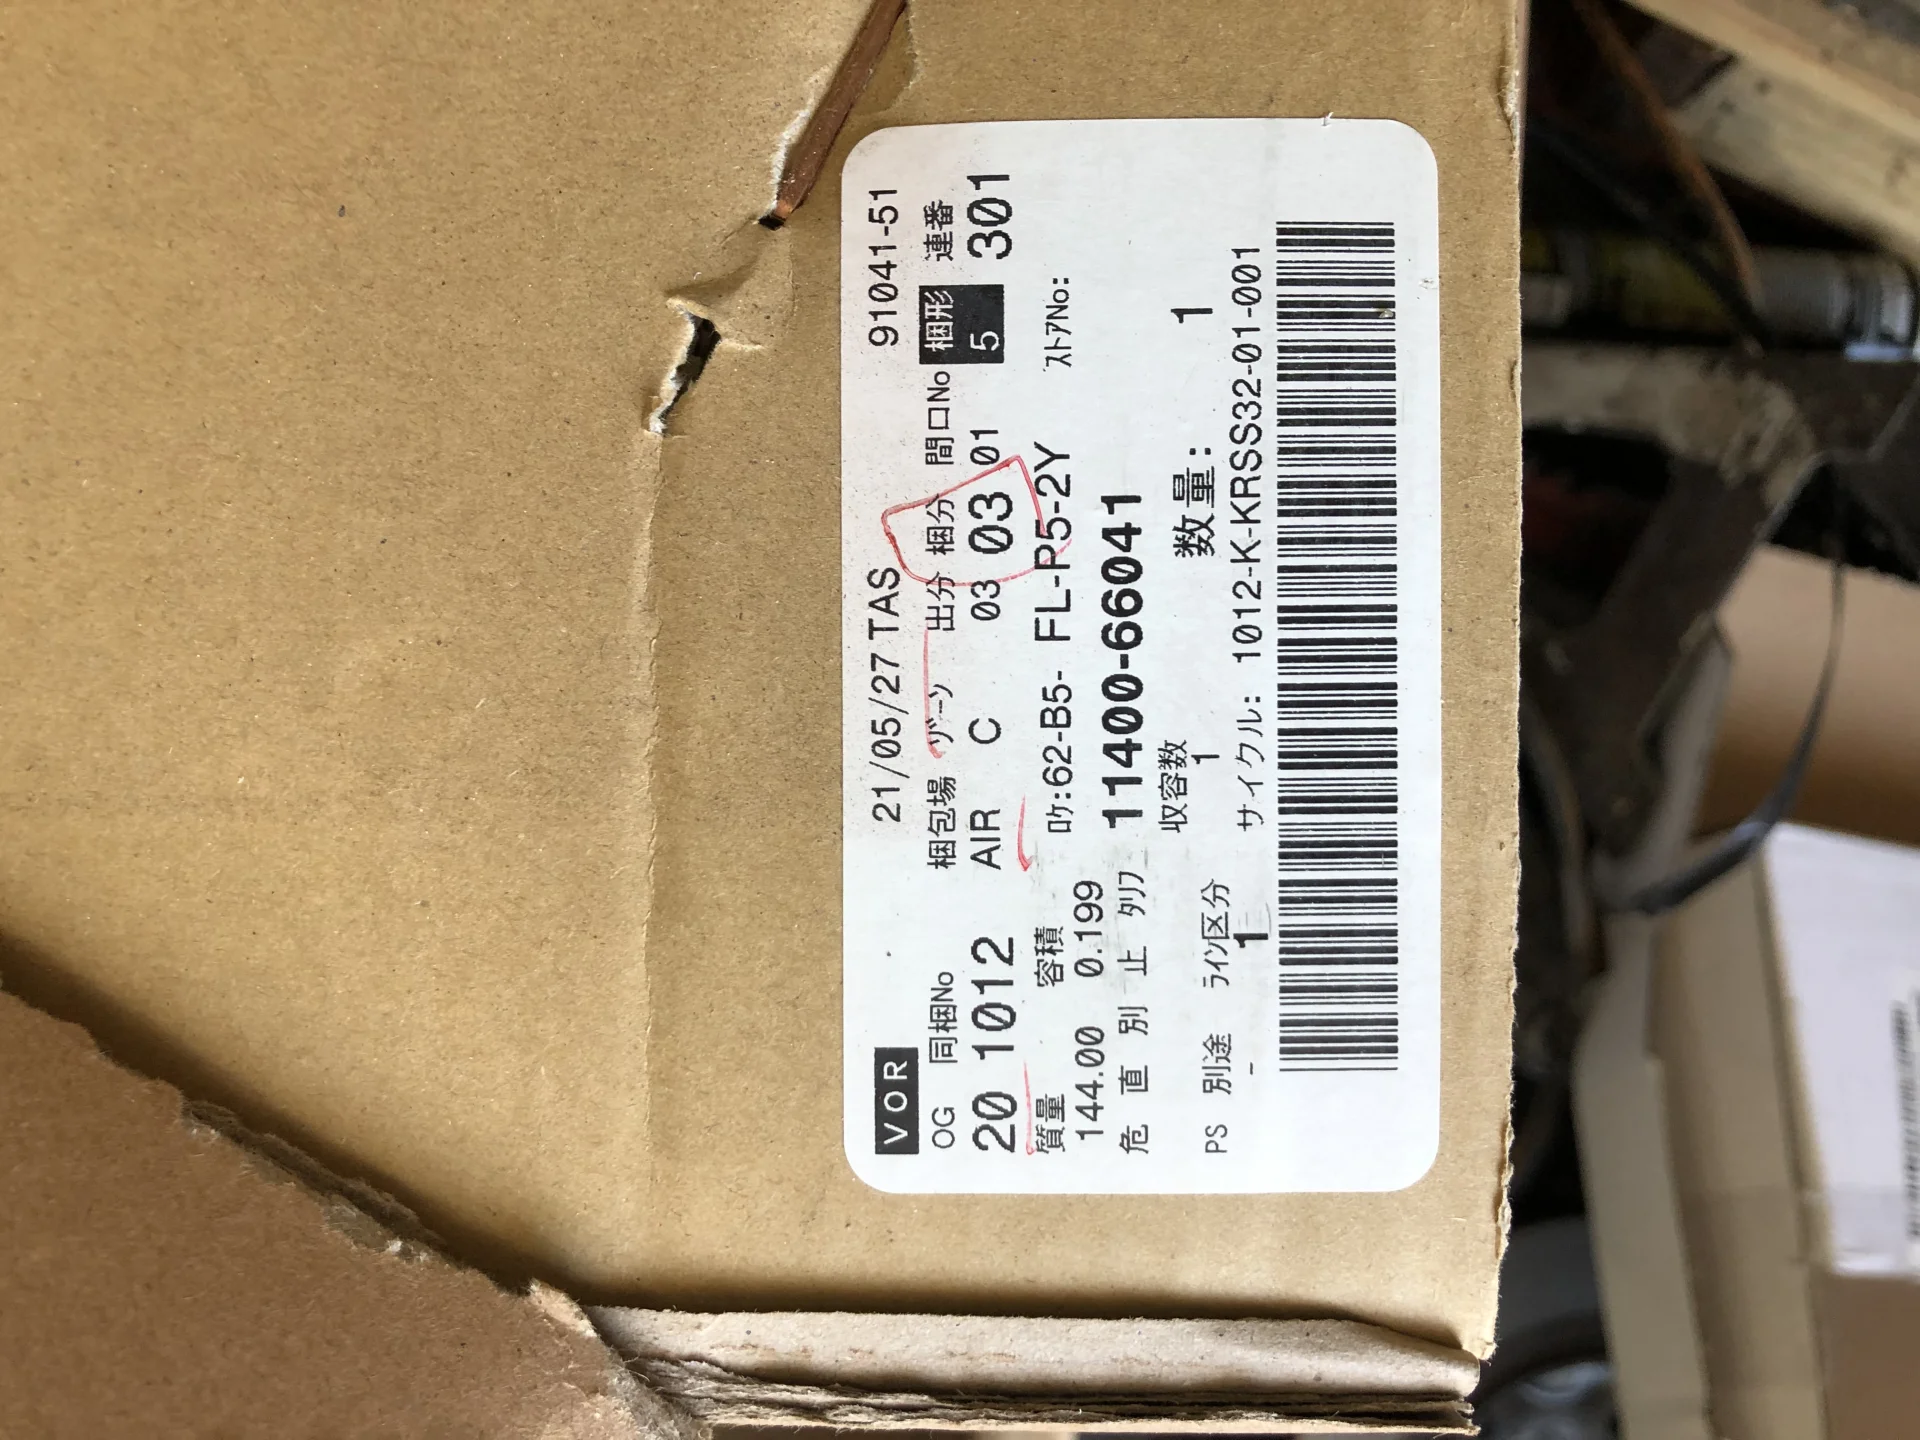 VOR 21/05/27 TAS 91041-51
OG 同梱No 梱包場 ゾーン 出分 梱分 間口No 梱形 連番
20 1012 AIR C 03 03 01 5 301
質量 容積 ロケ:62-B5- FL-P5-2Y ストアNo:
144.00 0.199
危 直 別 止 タリフ 11400-66041
収容数 数量: 1
1
PS 別途 ライン区分
- 1
サイクル: 1012-K-KRSS32-01-001